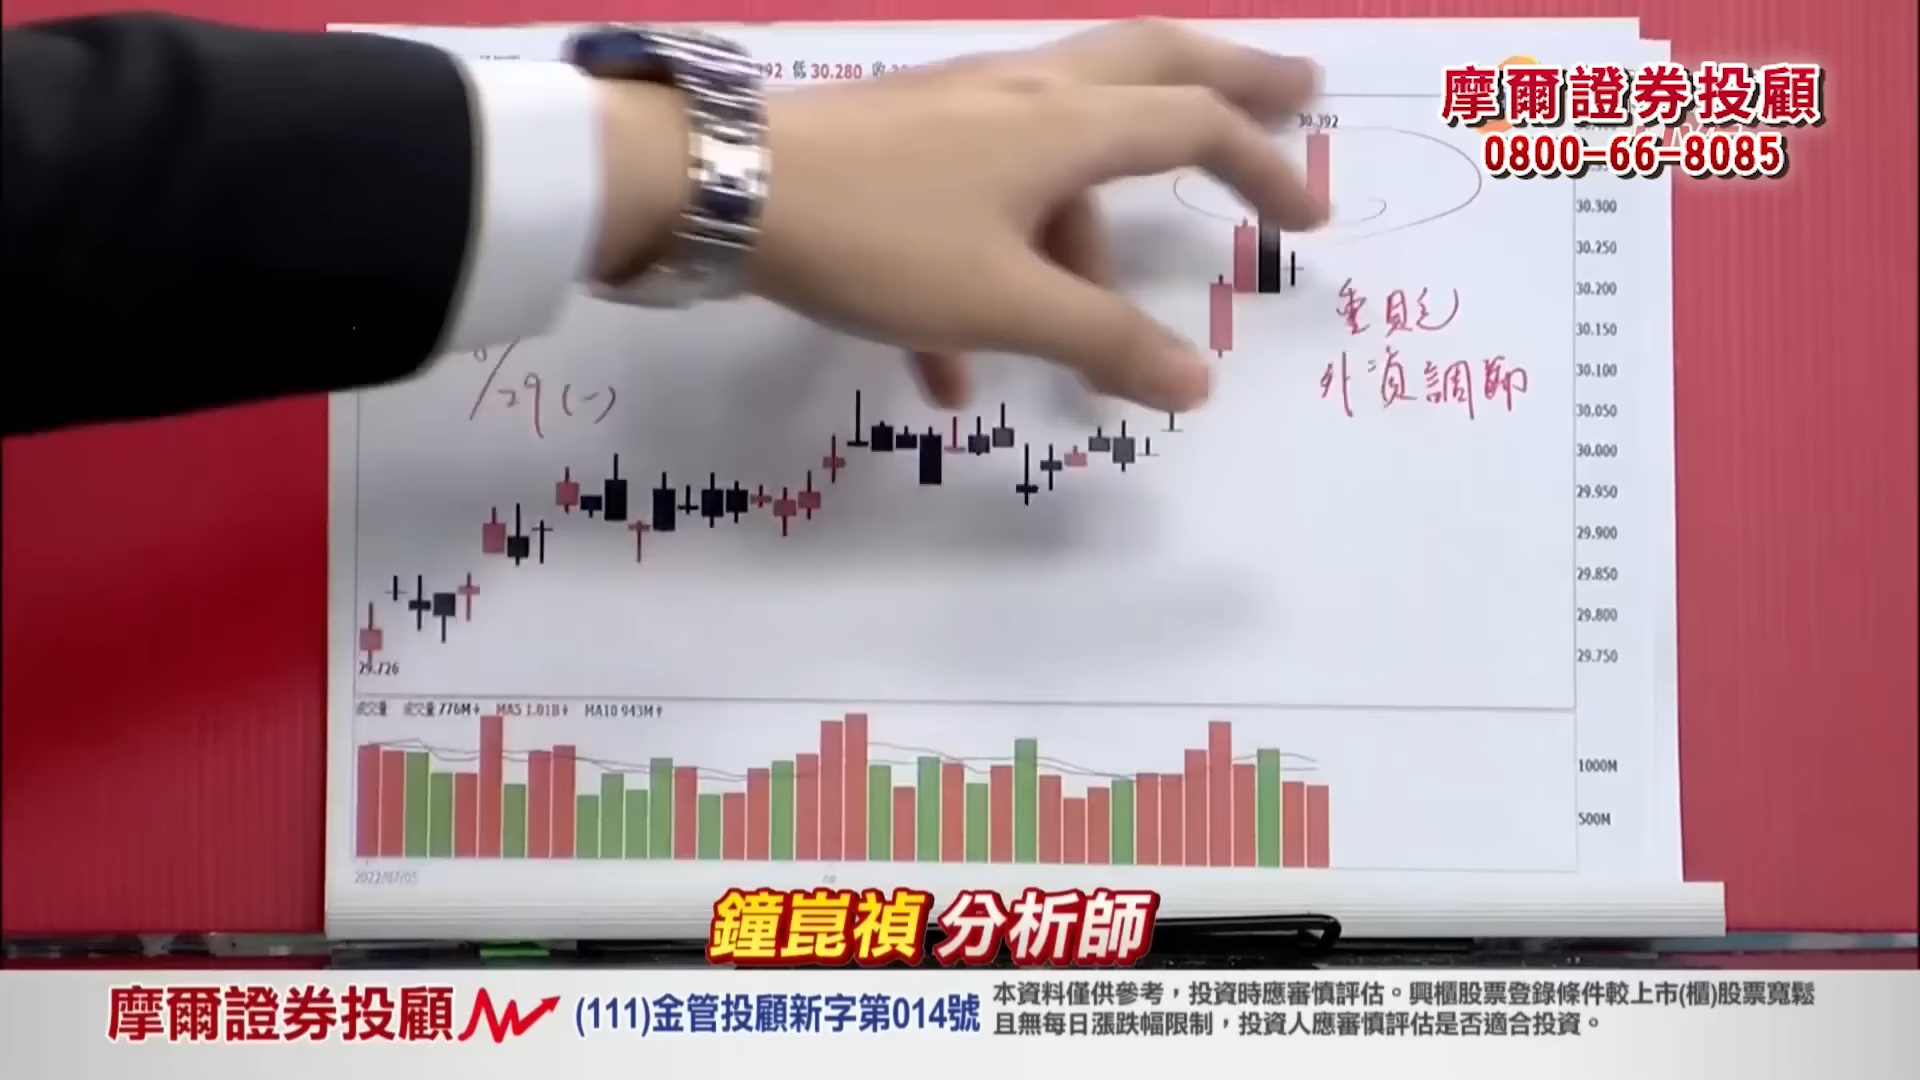 392 低 30.280 收
30.392
摩爾證券投顧
0800-66-8085
30.300
30.250
30.200
30.150
30.100
30.050
30.000
29.950
29.900
29.850
29.800
29.750
重貶
外資調節
/29(一)
29.726
成交量 成交量 776M↓ MA5 1.01B↓ MA10 943M↑
1000M
500M
2022/07/05
08
鐘崑禎 分析師
摩爾證券投顧
(111)金管投顧新字第014號
本資料僅供參考,投資時應審慎評估。興櫃股票登錄條件較上市(櫃)股票寬鬆
且無每日漲跌幅限制,投資人應審慎評估是否適合投資。